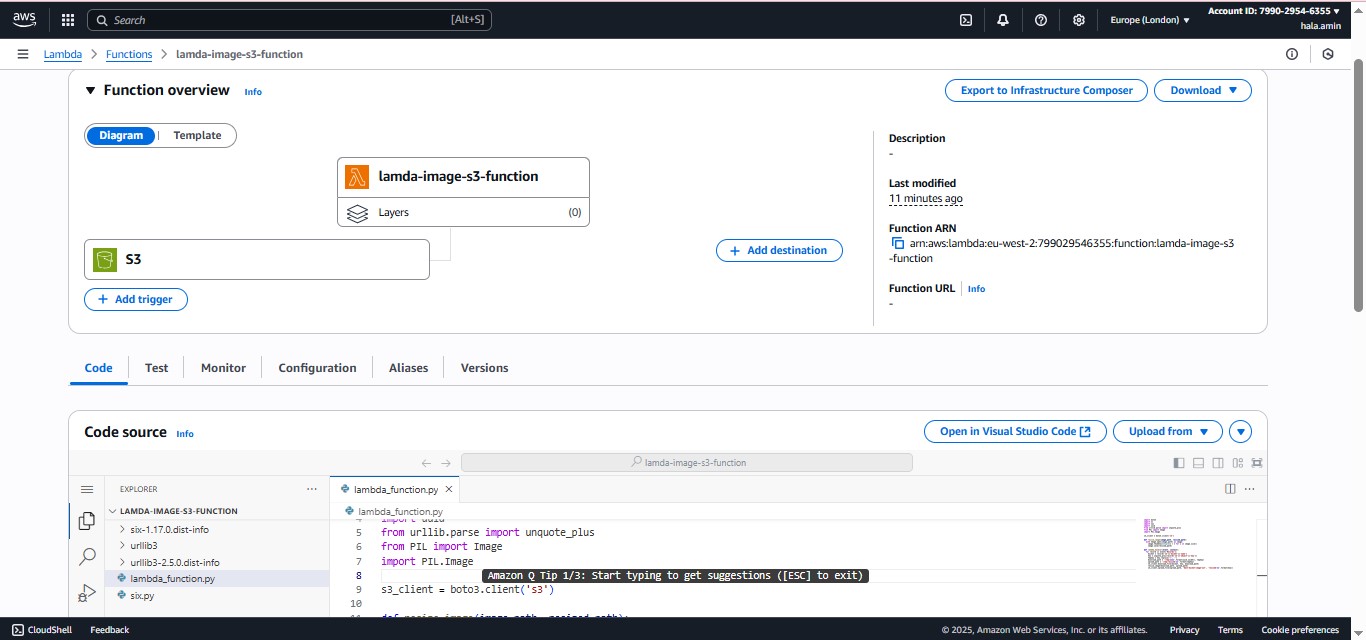 aws Search [Alt+S] Europe (London) ▼ Account ID: 7990-2954-6355 ▼
hala.amin
Lambda > Functions > lamda-image-s3-function
▼ Function overview Info Export to Infrastructure Composer Download ▼
Diagram Template
lamda-image-s3-function
Layers (0)
S3
+ Add trigger
+ Add destination
Description
-
Last modified
11 minutes ago
Function ARN
arn:aws:lambda:eu-west-2:799029546355:function:lamda-image-s3
-function
Function URL Info
-
Code Test Monitor Configuration Aliases Versions
Code source Info Open in Visual Studio Code Upload from ▼
lamda-image-s3-function
EXPLORER ...
LAMDA-IMAGE-S3-FUNCTION
> six-1.17.0.dist-info
> urllib3
> urllib3-2.5.0.dist-info
lambda_function.py
six.py
lambda_function.py ×
lambda_function.py
4 import uuid
5 from urllib.parse import unquote_plus
6 from PIL import Image
7 import PIL.Image
8 Amazon Q Tip 1/3: Start typing to get suggestions ([ESC] to exit)
9 s3_client = boto3.client('s3')
10
11 def resize_image(image_path, resized_path):
CloudShell Feedback © 2025, Amazon Web Services, Inc. or its affiliates. Privacy Terms Cookie preferences